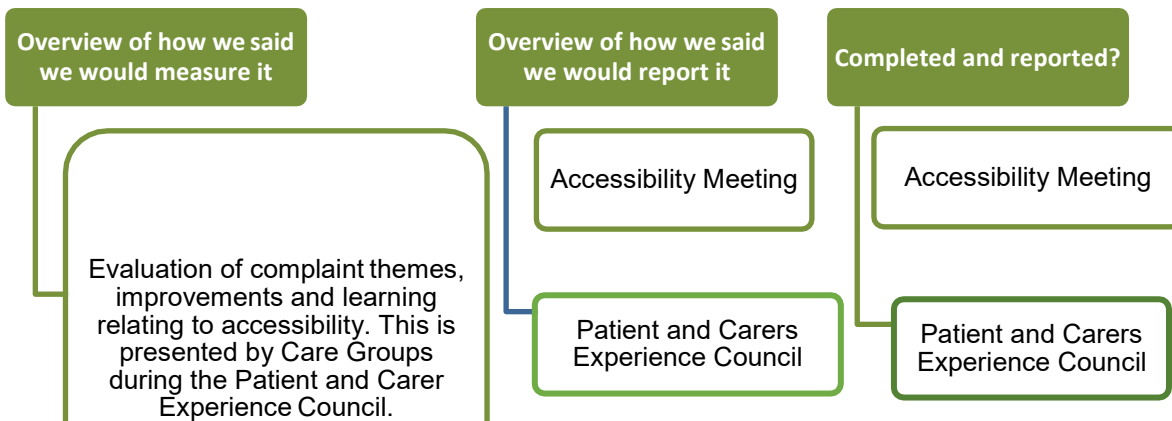 Overview of how we said
we would measure it
Evaluation of complaint themes,
improvements and learning
relating to accessibility. This is
presented by Care Groups
during the Patient and Carer
Experience Council.
Overview of how we said
we would report it
Accessibility Meeting
Patient and Carers
Experience Council
Completed and reported?
Accessibility Meeting
Patient and Carers
Experience Council